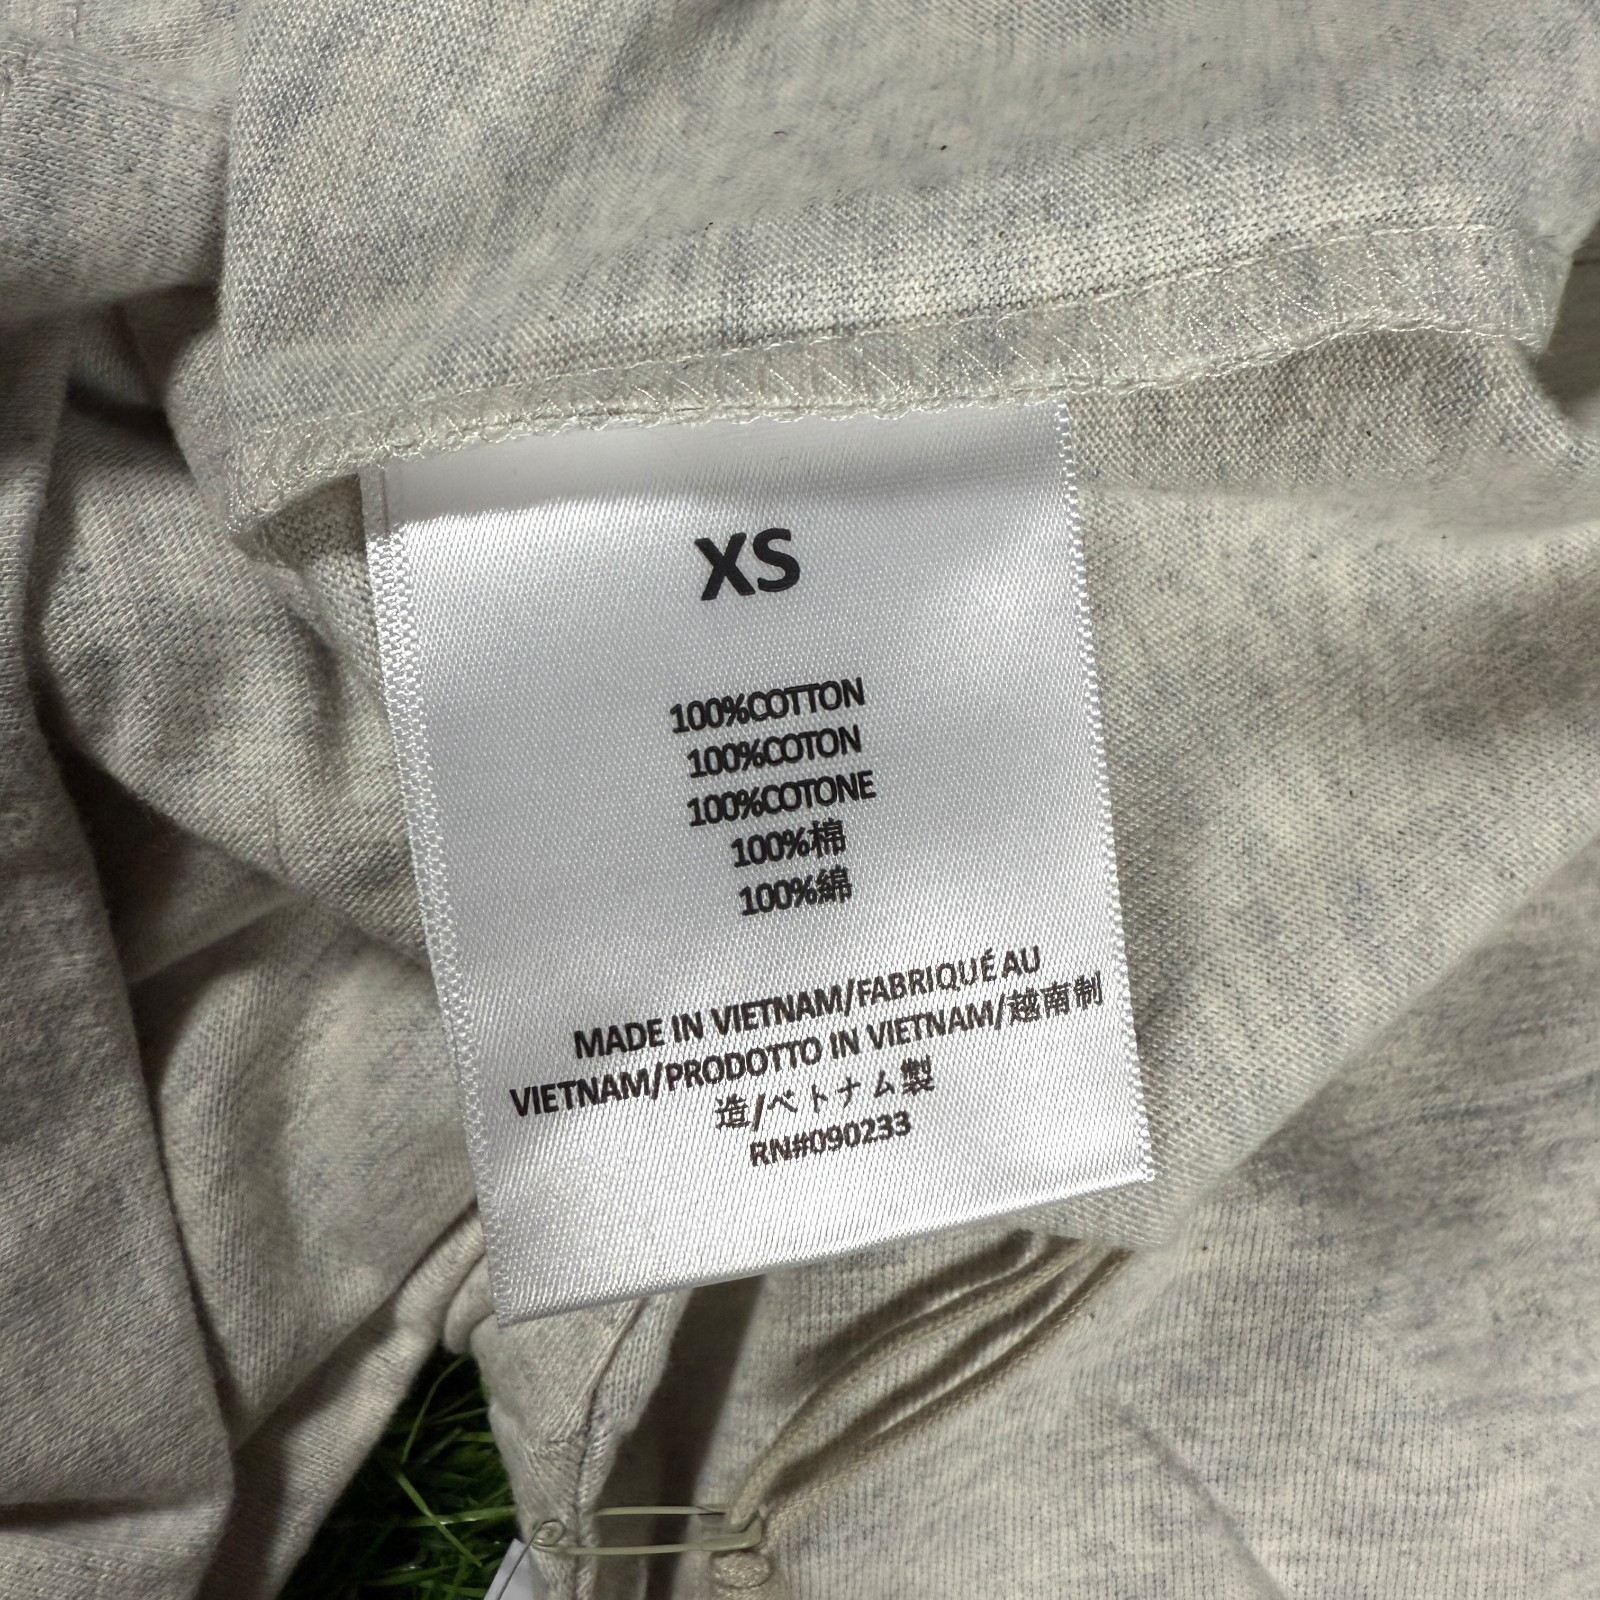 XS
100%COTTON
100%COTON
100%COTONE
100%棉
100%綿
MADE IN VIETNAM/FABRIQUÉ AU
VIETNAM/PRODOTTO IN VIETNAM/越南制
造/ベトナム製
RN#090233